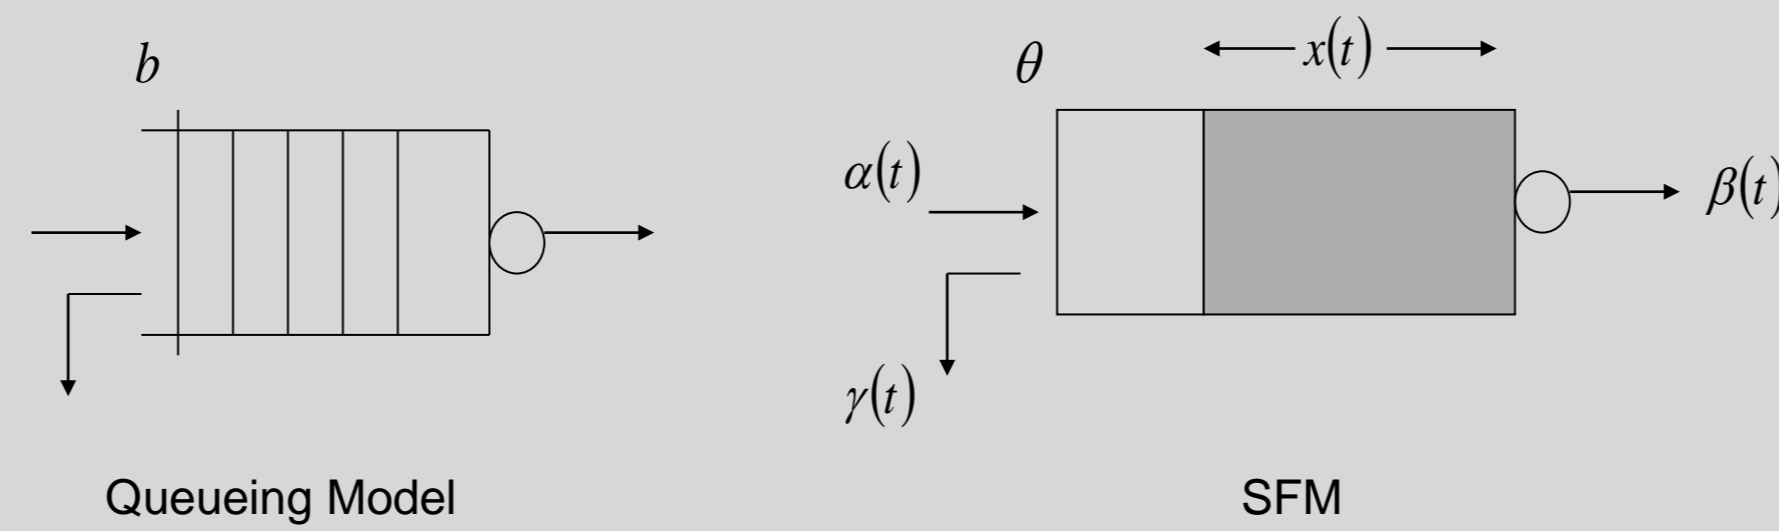 b
θ
x(t)
α(t)
β(t)
γ(t)
Queueing Model
SFM